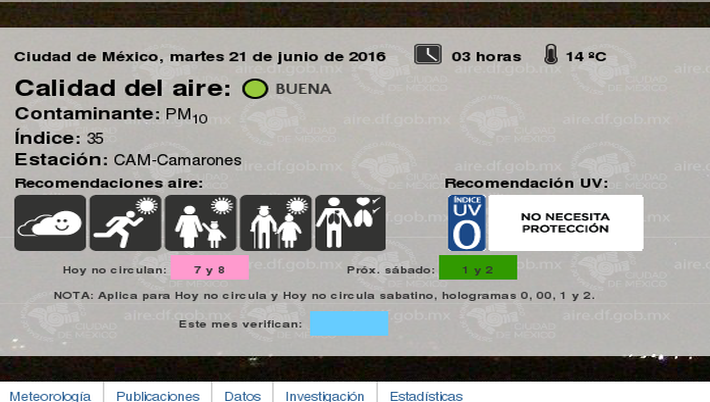 Ciudad de México, martes 21 de junio de 2016 03 horas 14 ºC
Calidad del aire: BUENA
Contaminante: PM10
Índice: 35
Estación: CAM-Camarones
Recomendaciones aire: Recomendación UV:
ÍNDICE
UV
0
NO NECESITA
PROTECCIÓN
Hoy no circulan: 7 y 8 Próx. sábado: 1 y 2
NOTA: Aplica para Hoy no circula y Hoy no circula sabatino, hologramas 0, 00, 1 y 2.
Este mes verifican:
Meteorología Publicaciones Datos Investigación Estadísticas